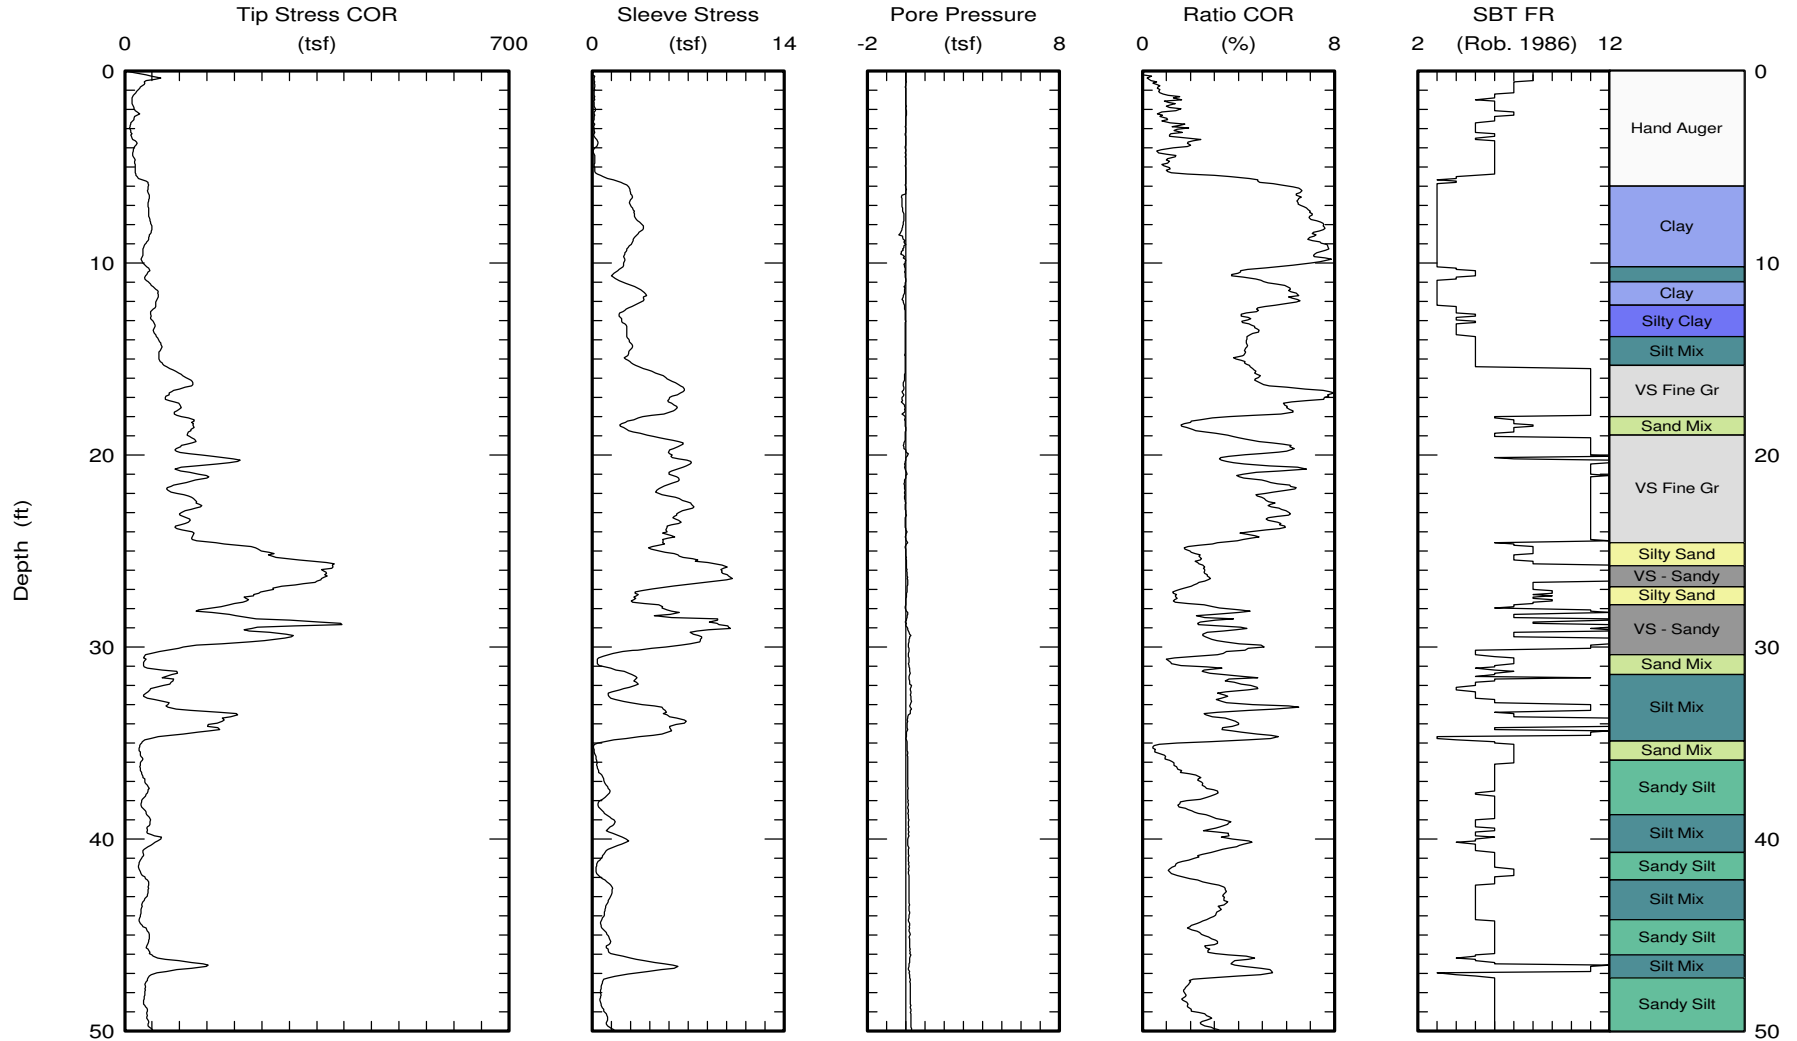 Tip Stress COR Sleeve Stress Pore Pressure Ratio COR SBT FR
0 (tsf) 700 0 (tsf) 14 -2 (tsf) 8 0 (%) 8 2 (Rob. 1986) 12
0 0
Hand Auger
Clay
10 10
Clay
Silty Clay
Silt Mix
VS Fine Gr
Sand Mix
20 20
VS Fine Gr
Silty Sand
VS - Sandy
Depth (ft)
Silty Sand
VS - Sandy
30 30
Sand Mix
Silt Mix
Sand Mix
Sandy Silt
Silt Mix
40 40
Sandy Silt
Silt Mix
Sandy Silt
Silt Mix
Sandy Silt
50 50